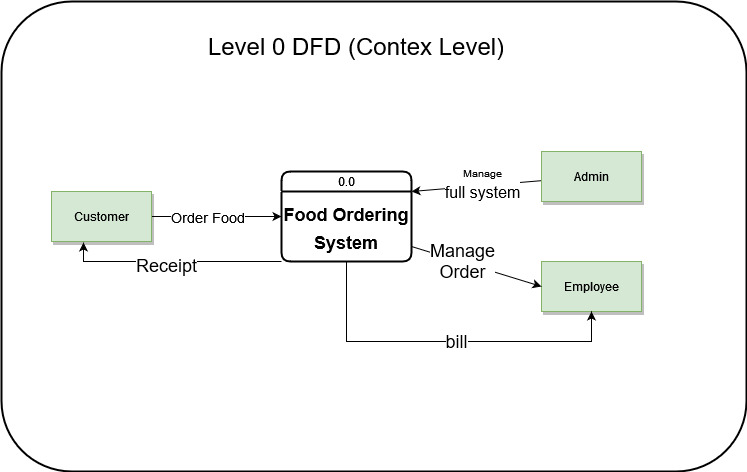 Level 0 DFD (Contex Level)
0.0
Food Ordering
System
Customer
Order Food
Receipt
Manage
full system
Admin
Manage
Order
Employee
bill